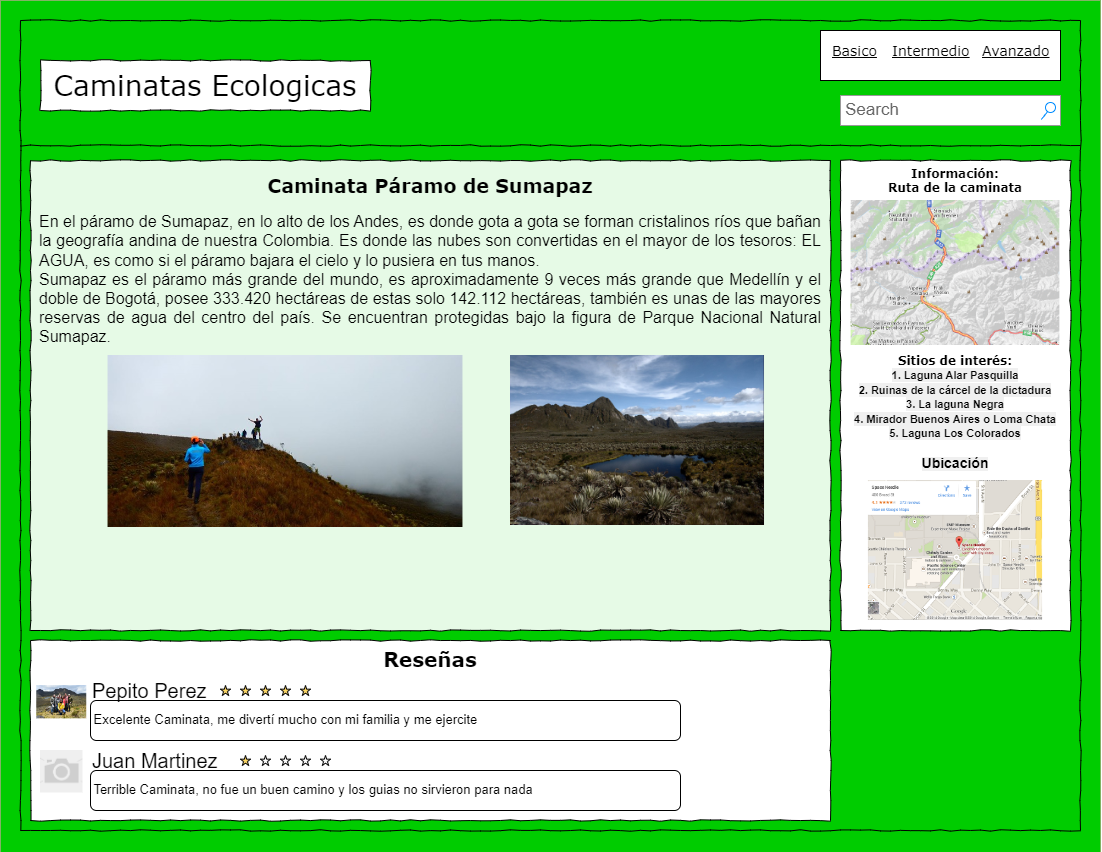 Caminatas Ecologicas
Basico Intermedio Avanzado
Search
Caminata Páramo de Sumapaz
En el páramo de Sumapaz, en lo alto de los Andes, es donde gota a gota se forman cristalinos ríos que bañan
la geografía andina de nuestra Colombia. Es donde las nubes son convertidas en el mayor de los tesoros: EL
AGUA, es como si el páramo bajara el cielo y lo pusiera en tus manos.
Sumapaz es el páramo más grande del mundo, es aproximadamente 9 veces más grande que Medellín y el
doble de Bogotá, posee 333.420 hectáreas de estas solo 142.112 hectáreas, también es unas de las mayores
reservas de agua del centro del país. Se encuentran protegidas bajo la figura de Parque Nacional Natural
Sumapaz.
Información:
Ruta de la caminata
Sitios de interés:
1. Laguna Alar Pasquilla
2. Ruinas de la cárcel de la dictadura
3. La laguna Negra
4. Mirador Buenos Aires o Loma Chata
5. Laguna Los Colorados
Ubicación
Space Needle
Space Needle
Google
Reseñas
Pepito Perez
Excelente Caminata, me divertí mucho con mi familia y me ejercite
Juan Martinez
Terrible Caminata, no fue un buen camino y los guias no sirvieron para nada